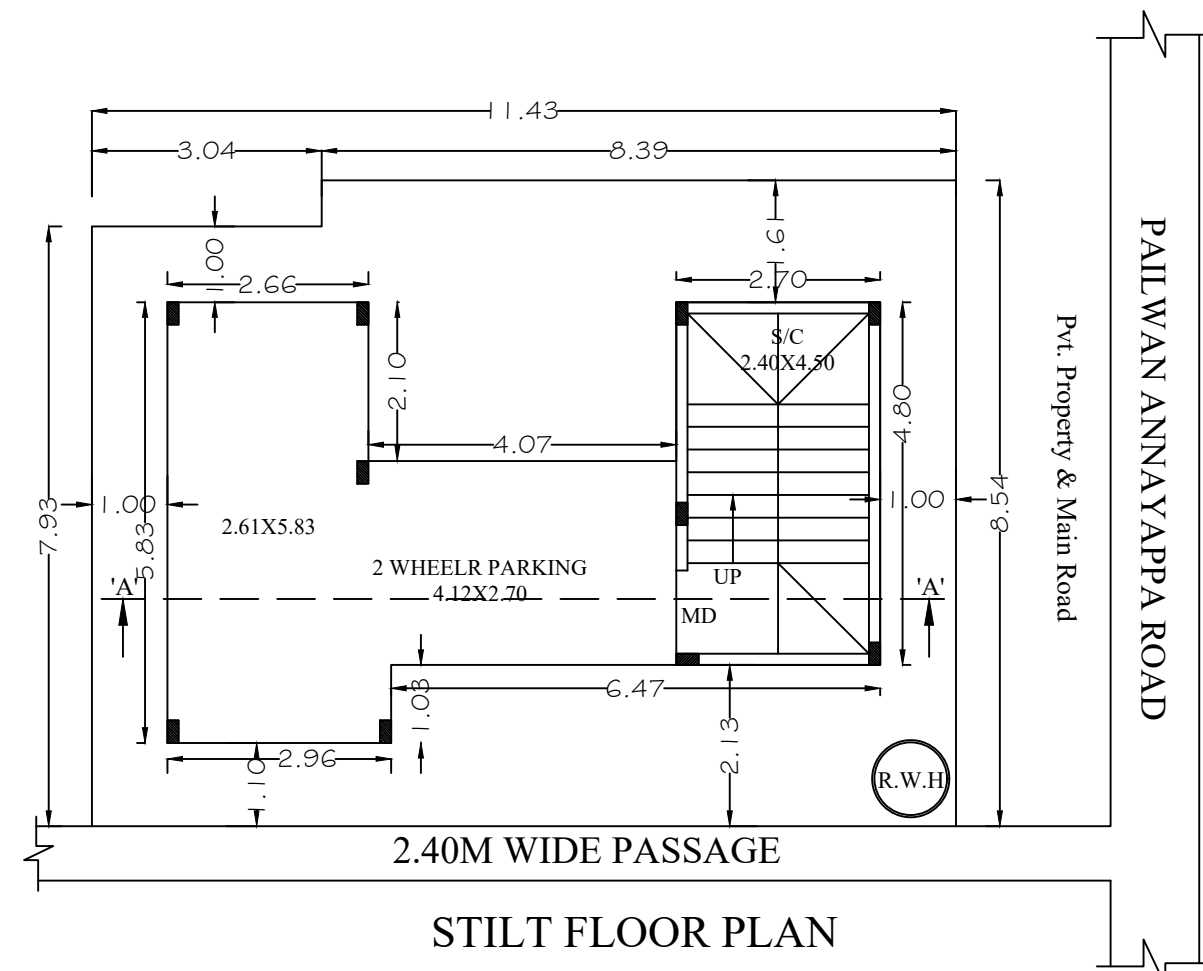 11.43
3.04
8.39
1.00
2.66
1.61
2.70
S/C
2.40X4.50
2.10
4.80
4.07
7.93
1.00
5.83
2.61X5.83
1.00
8.54
2 WHEELR PARKING
4.12X2.70
UP
'A'
'A'
MD
1.03
6.47
2.13
2.96
1.10
R.W.H
Pvt. Property & Main Road
PAILWAN ANNAYAPPA ROAD
2.40M WIDE PASSAGE
STILT FLOOR PLAN